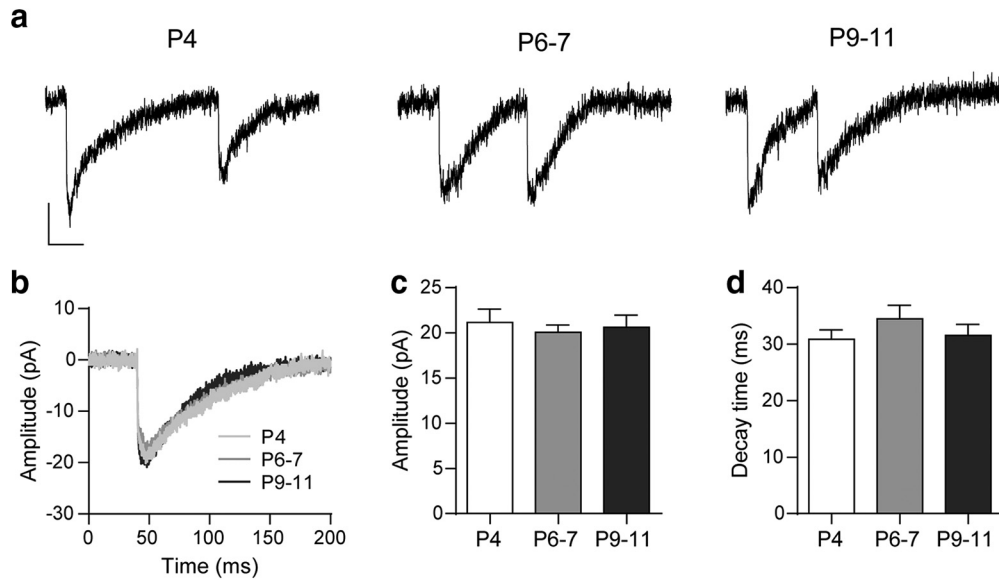 a
P4
P6-7
P9-11
b
10
0
-10
-20
-30
Amplitude (pA)
0
50
100
150
200
Time (ms)
P4
P6-7
P9-11
c
25
20
15
10
5
0
Amplitude (pA)
P4
P6-7
P9-11
d
40
30
20
10
0
Decay time (ms)
P4
P6-7
P9-11